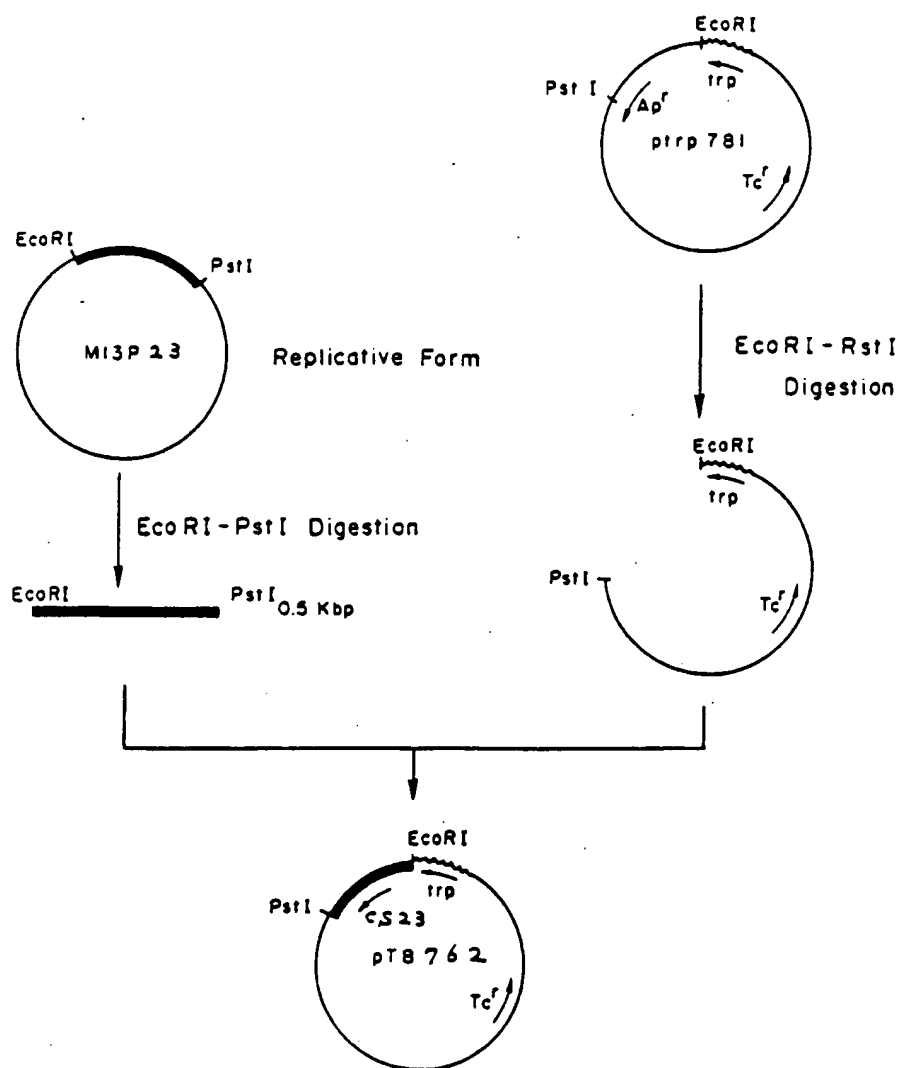 EcoRI
trp
Pst I
Ap^r
ptrp 781
Tc^r
EcoRI
PstI
M13P23
Replicative Form
EcoRI-RstI
Digestion
EcoRI-PstI Digestion
EcoRI
PstI
0.5 Kbp
EcoRI
trp
PstI
Tc^r
EcoRI
trp
PstI
CS23
pT8762
Tc^r